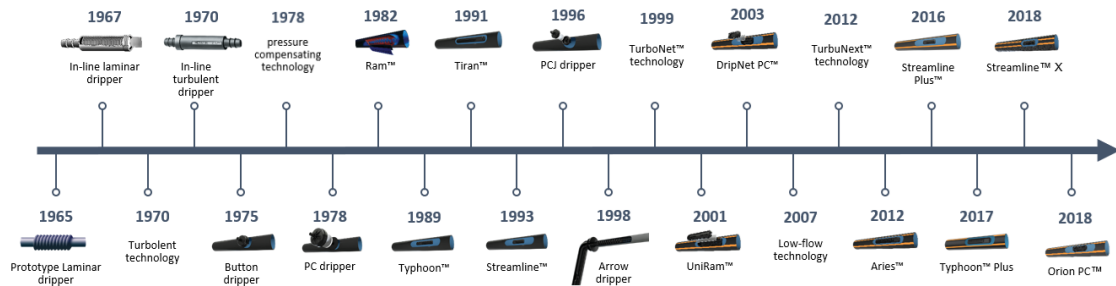 1967
In-line laminar
dripper
1970
In-line
turbulent
dripper
1978
pressure
compensating
technology
1982
Ram™
1991
Tiran™
1996
PCJ dripper
1999
TurboNet™
technology
2003
DripNet PC™
2012
TurbuNext™
technology
2016
Streamline
Plus™
2018
Streamline™ X
1965
Prototype Laminar
dripper
1970
Turbolent
technology
1975
Button
dripper
1978
PC dripper
1989
Typhoon™
1993
Streamline™
1998
Arrow
dripper
2001
UniRam™
2007
Low-flow
technology
2012
Aries™
2017
Typhoon™ Plus
2018
Orion PC™